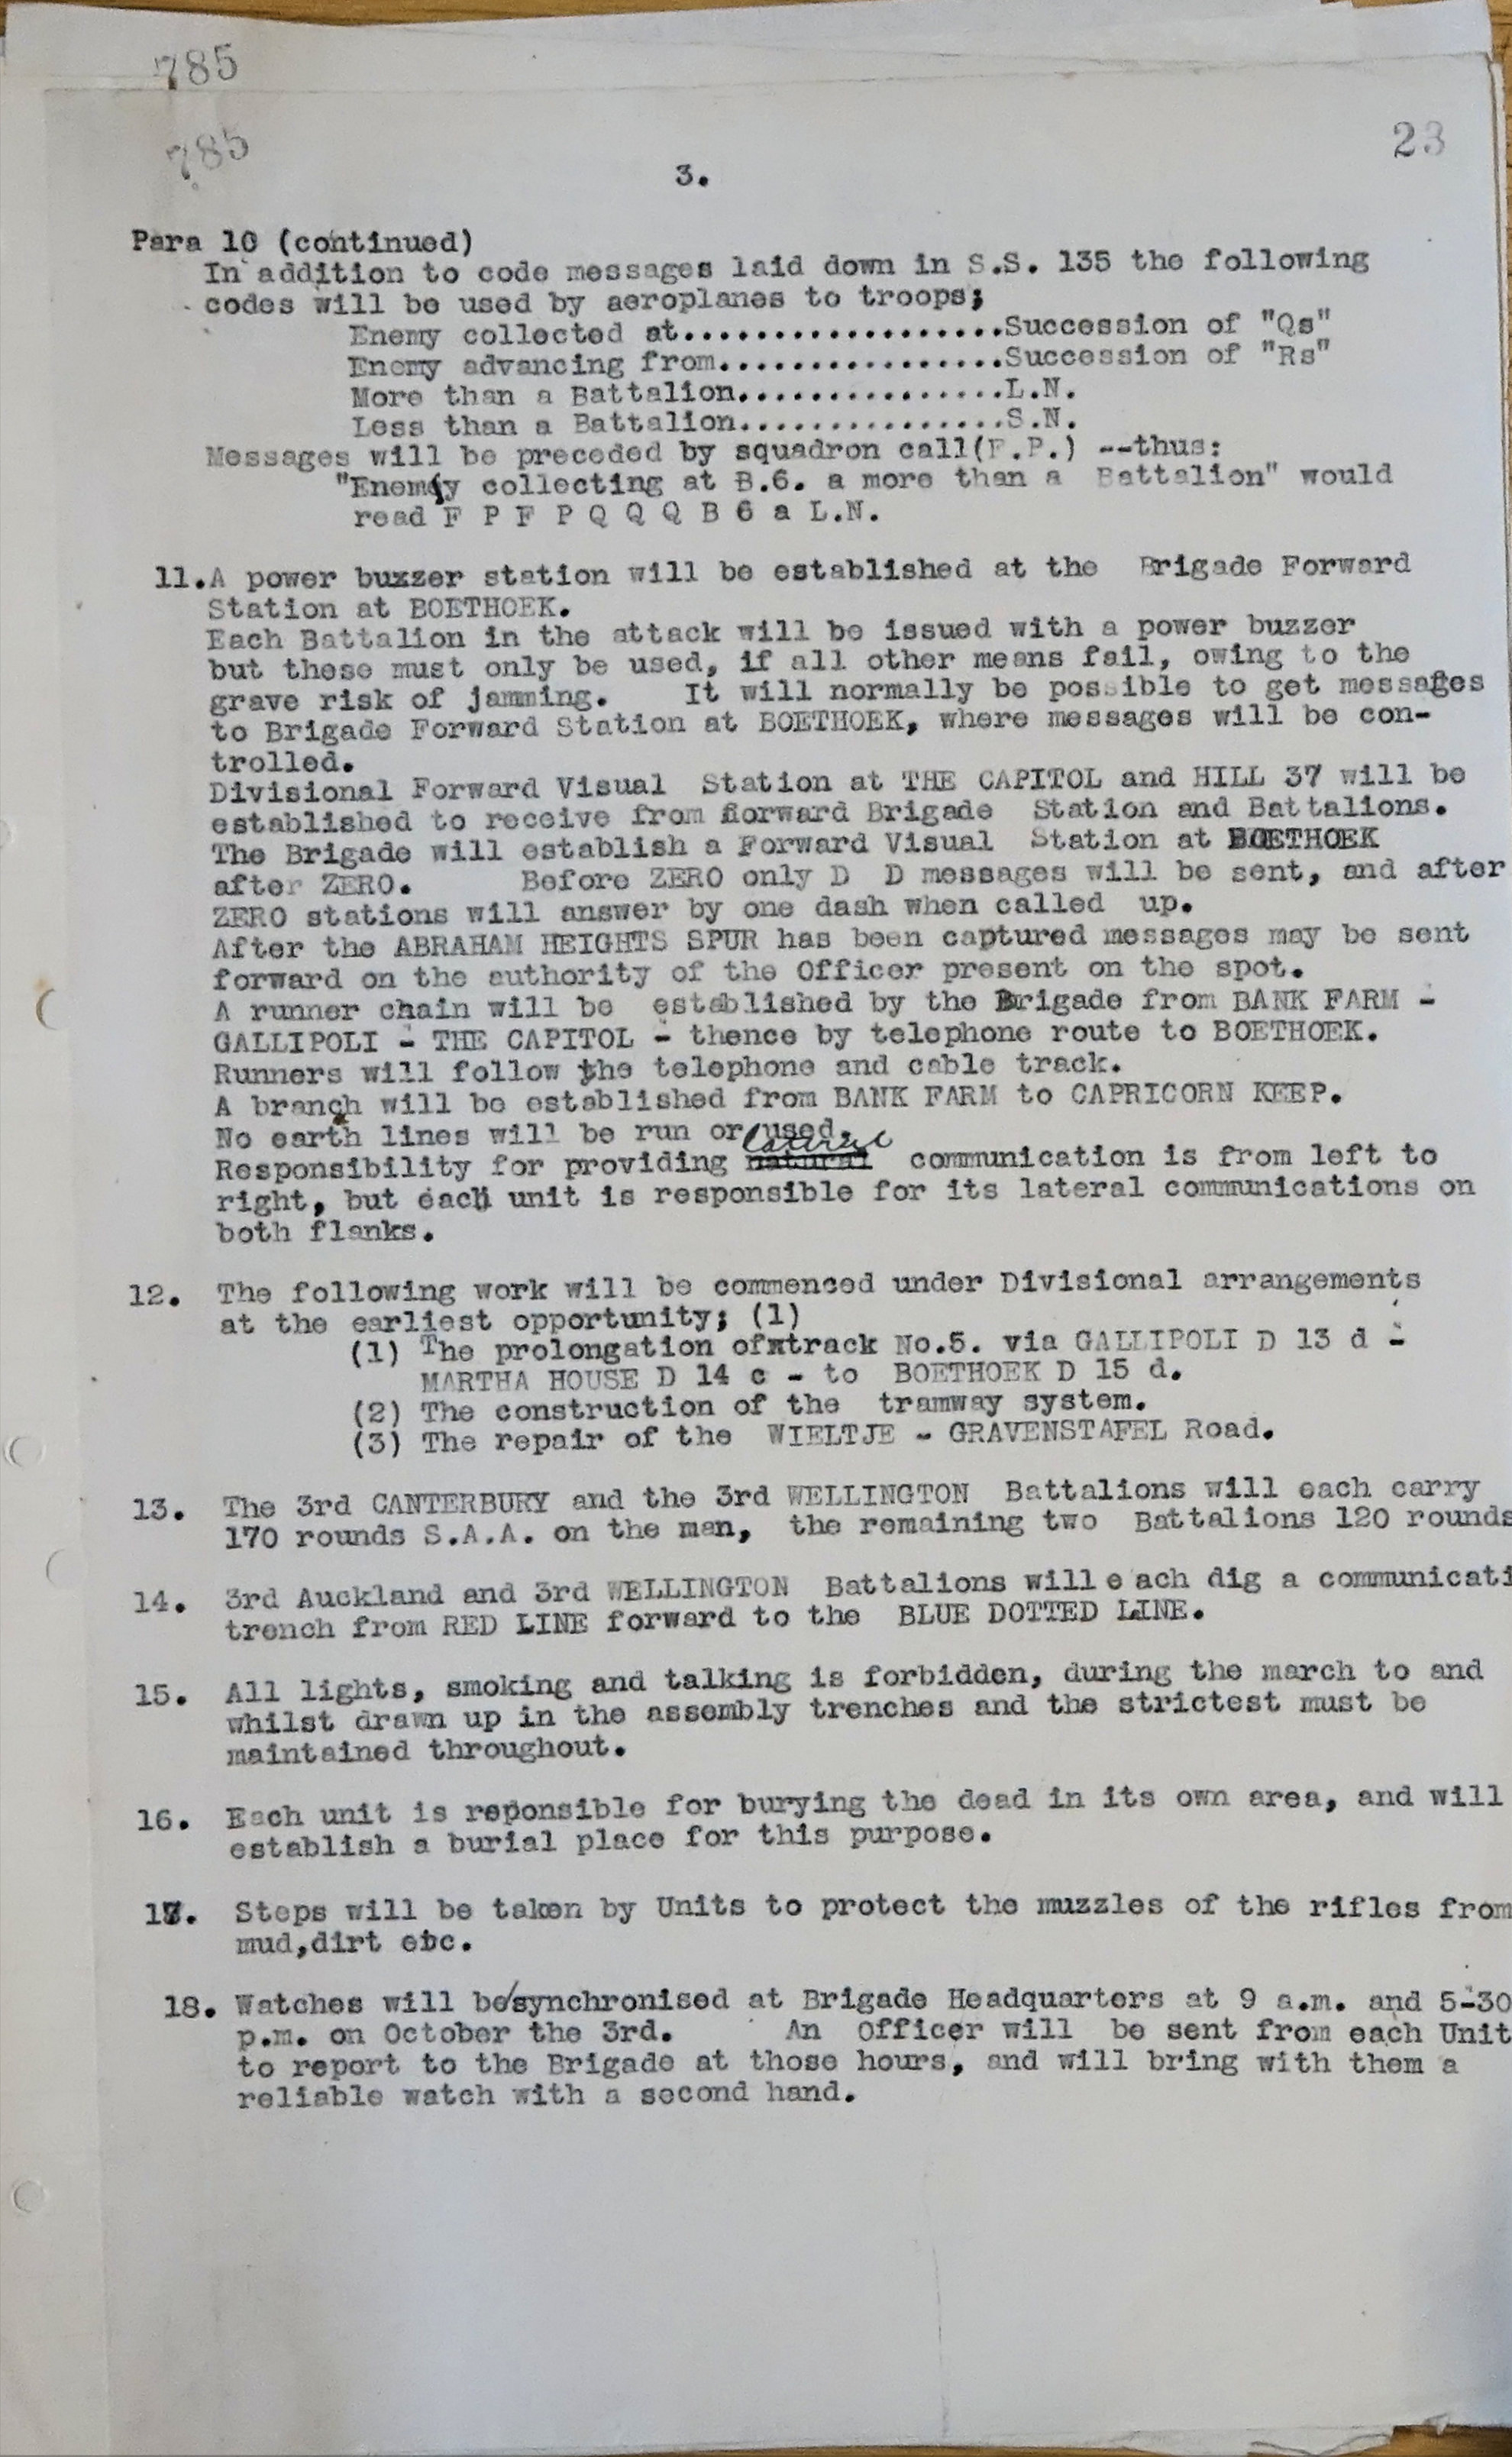 785
785
23
3.
Para 10 (continued)
In addition to code messages laid down in S.S. 135 the following
codes will be used by aeroplanes to troops;
Enemy collected at...................Succession of "Qs"
Enemy advancing from.................Succession of "Rs"
More than a Battalion................L.N.
Less than a Battalion................S.N.
Messages will be preceded by squadron call(F.P.) --thus:
"Enemy collecting at B.6. a more than a Battalion" would
read F P F P Q Q Q B 6 a L.N.
11.A power buzzer station will be established at the Brigade Forward
Station at BOETHOEK.
Each Battalion in the attack will be issued with a power buzzer
but these must only be used, if all other means fail, owing to the
grave risk of jamming. It will normally be possible to get messages
to Brigade Forward Station at BOETHOEK, where messages will be con-
trolled.
Divisional Forward Visual Station at THE CAPITOL and HILL 37 will be
established to receive from forward Brigade Station and Battalions.
The Brigade will establish a Forward Visual Station at BOETHOEK
after ZERO. Before ZERO only D D messages will be sent, and after
ZERO stations will answer by one dash when called up.
After the ABRAHAM HEIGHTS SPUR has been captured messages may be sent
forward on the authority of the Officer present on the spot.
A runner chain will be established by the Brigade from BANK FARM -
GALLIPOLI - THE CAPITOL - thence by telephone route to BOETHOEK.
Runners will follow the telephone and cable track.
A branch will be established from BANK FARM to CAPRICORN KEEP.
No earth lines will be run or used.
lateral
Responsibility for providing natural communication is from left to
right, but each unit is responsible for its lateral communications on
both flanks.
12. The following work will be commenced under Divisional arrangements
at the earliest opportunity; (1)
(1) The prolongation ofxtrack No.5. via GALLIPOLI D 13 d -
MARTHA HOUSE D 14 c - to BOETHOEK D 15 d.
(2) The construction of the tramway system.
(3) The repair of the WIELTJE - GRAVENSTAFEL Road.
13. The 3rd CANTERBURY and the 3rd WELLINGTON Battalions will each carry
170 rounds S.A.A. on the man, the remaining two Battalions 120 rounds
14. 3rd Auckland and 3rd WELLINGTON Battalions will e ach dig a communicati
trench from RED LINE forward to the BLUE DOTTED LINE.
15. All lights, smoking and talking is forbidden, during the march to and
whilst drawn up in the assembly trenches and the strictest must be
maintained throughout.
16. Each unit is reponsible for burying the dead in its own area, and will
establish a burial place for this purpose.
17. Steps will be taken by Units to protect the muzzles of the rifles from
mud,dirt etc.
18. Watches will be/synchronised at Brigade Headquarters at 9 a.m. and 5-30
p.m. on October the 3rd. An Officer will be sent from each Unit
to report to the Brigade at those hours, and will bring with them a
reliable watch with a second hand.